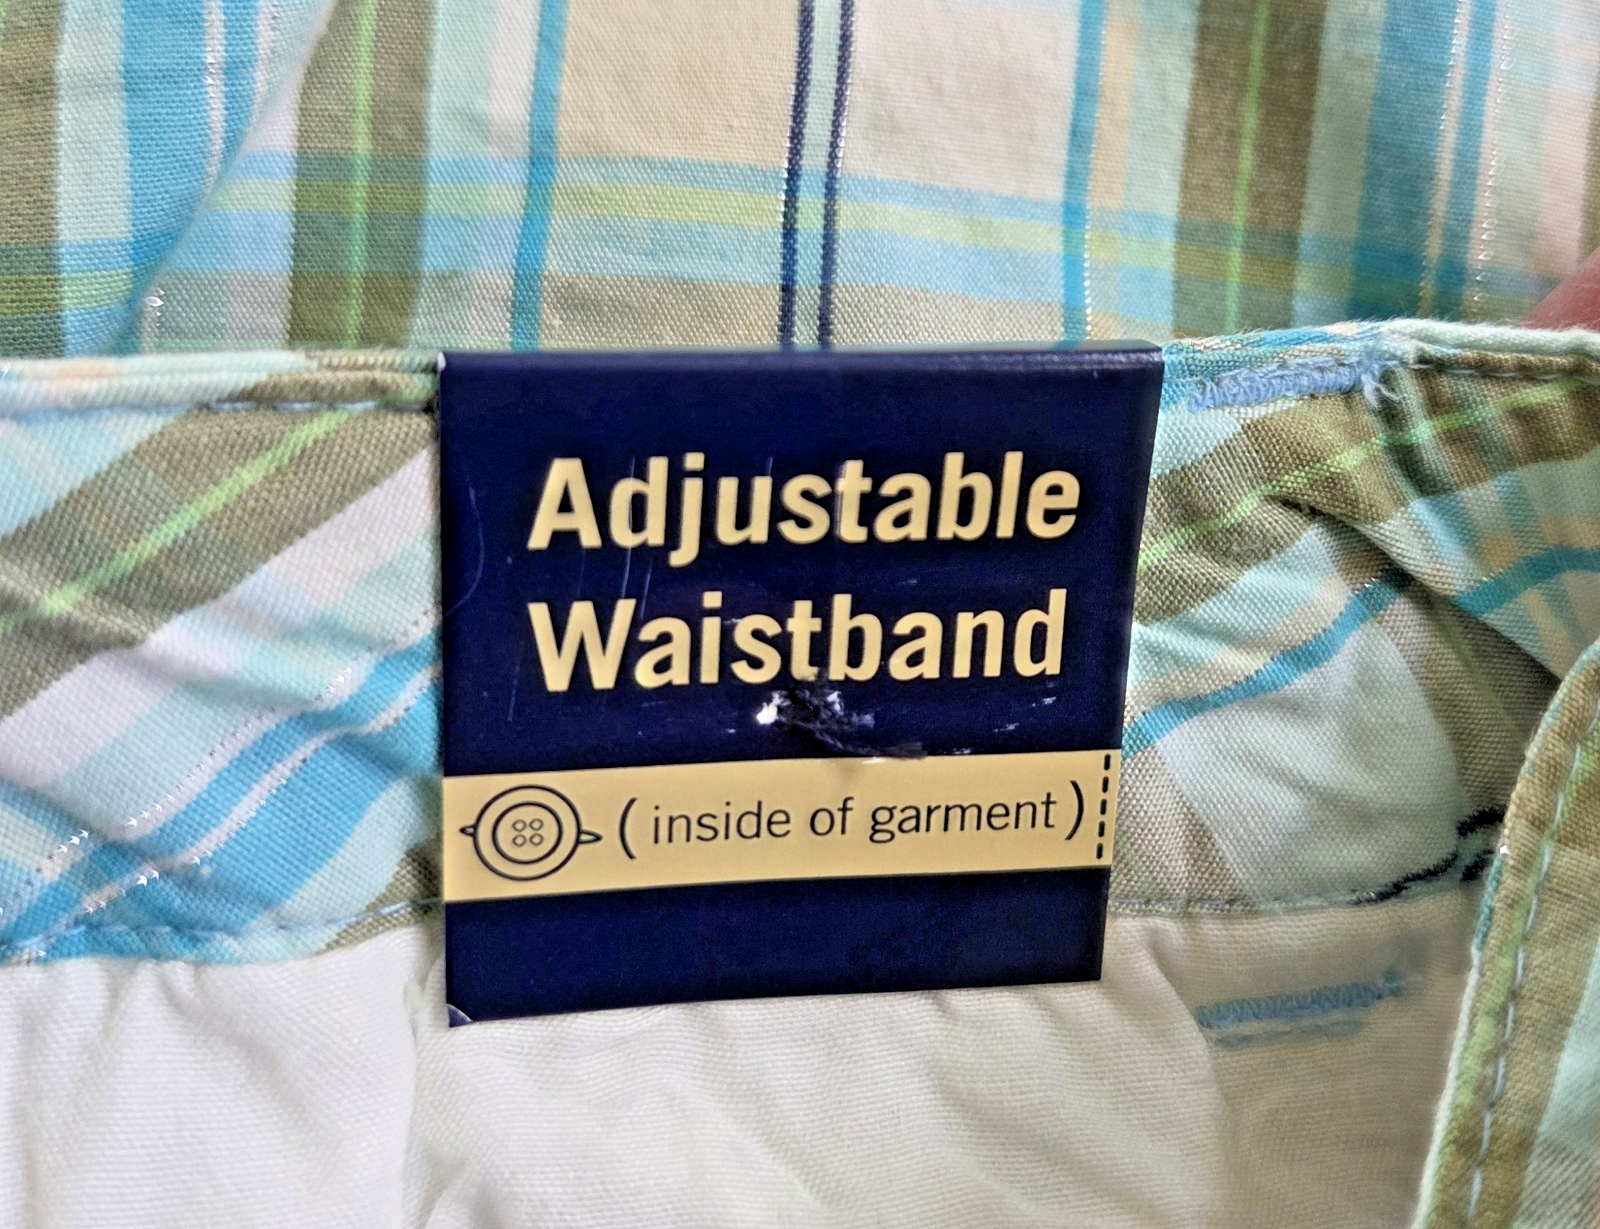 Adjustable
Waistband
(inside of garment)